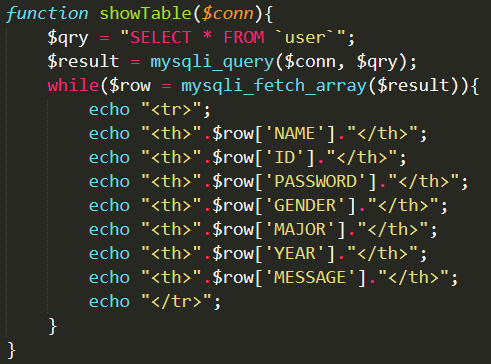 function showTable($conn){
    $qry = "SELECT * FROM `user`";
    $result = mysqli_query($conn, $qry);
    while($row = mysqli_fetch_array($result)){
        echo "<tr>";
        echo "<th>".$row['NAME']."</th>";
        echo "<th>".$row['ID']."</th>";
        echo "<th>".$row['PASSWORD']."</th>";
        echo "<th>".$row['GENDER']."</th>";
        echo "<th>".$row['MAJOR']."</th>";
        echo "<th>".$row['YEAR']."</th>";
        echo "<th>".$row['MESSAGE']."</th>";
        echo "</tr>";
    }
}